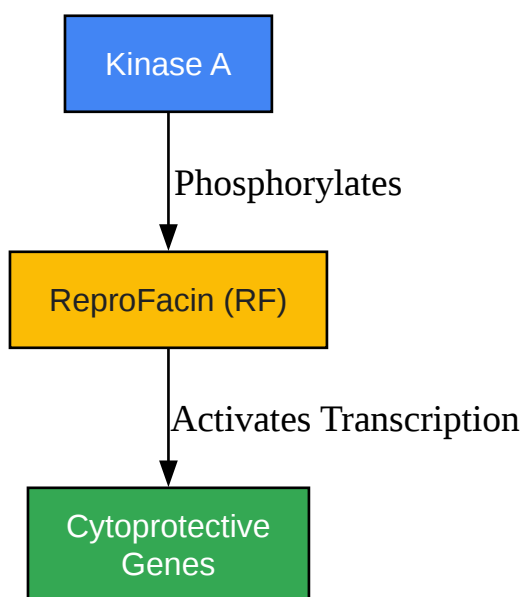 Kinase A
Phosphorylates
ReproFacin (RF)
Activates Transcription
Cytoprotective
Genes